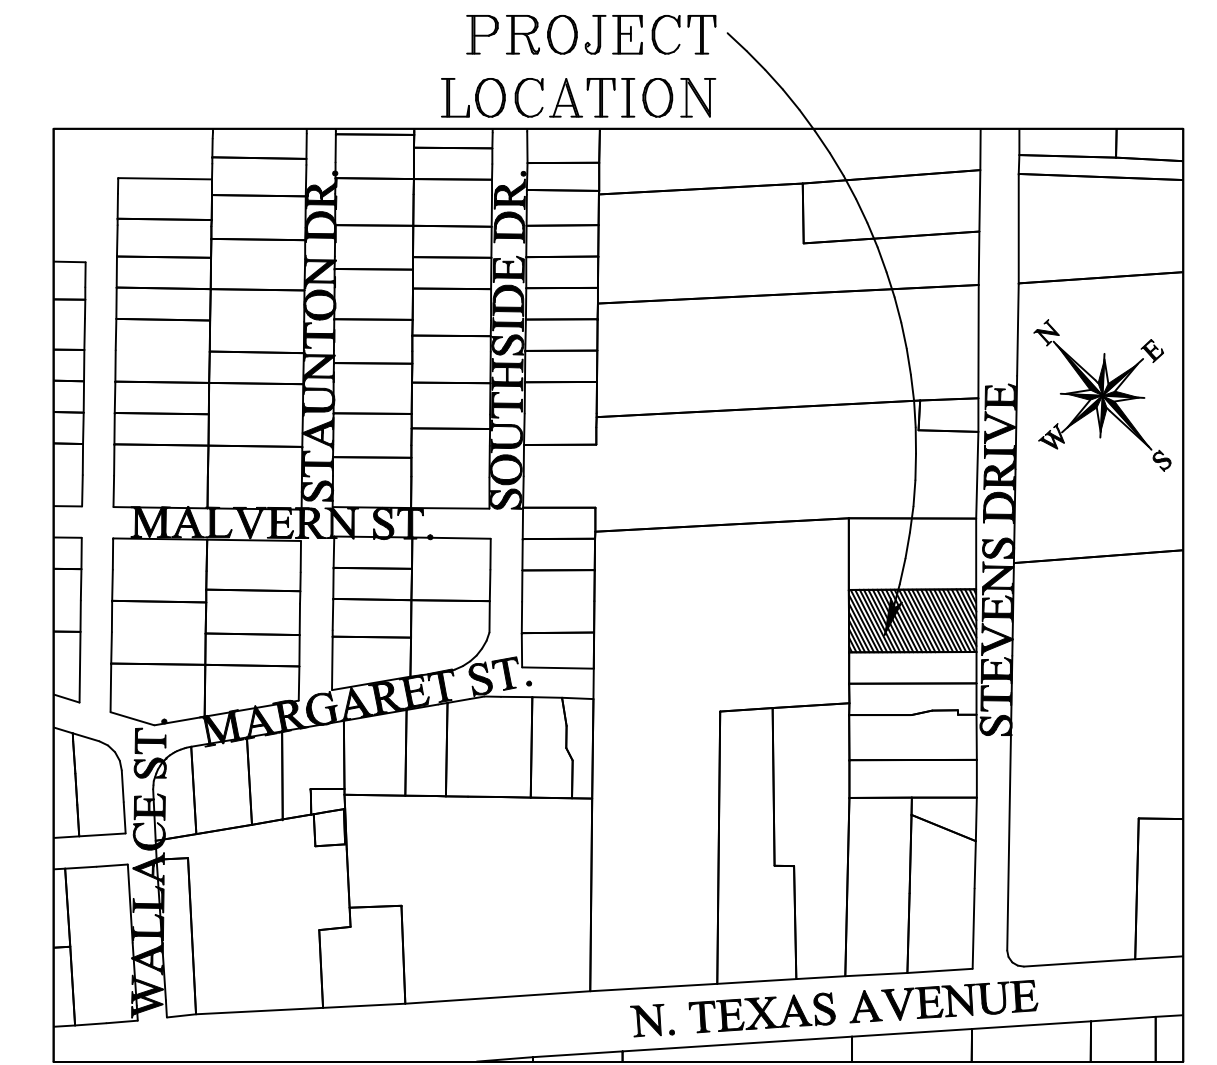 PROJECT
LOCATION
STAUNTON DR.
SOUTHSIDE DR.
N
E
W
S
STEVENS DRIVE
MALVERN ST.
MARGARET ST.
WALLACE ST.
N. TEXAS AVENUE